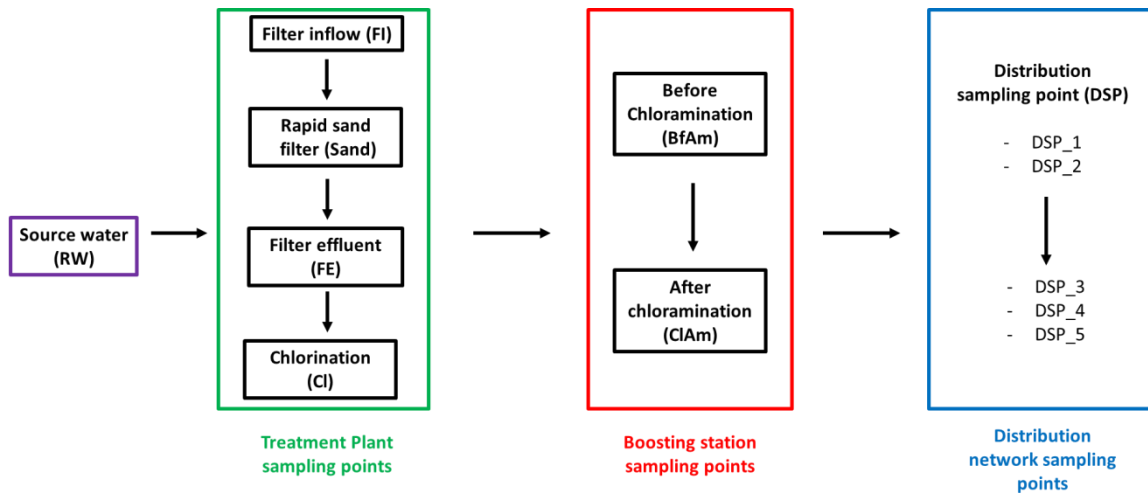 Source water
(RW)
Filter inflow (FI)
Rapid sand
filter (Sand)
Filter effluent
(FE)
Chlorination
(Cl)
Treatment Plant
sampling points
Before
Chloramination
(BfAm)
After
chloramination
(ClAm)
Boosting station
sampling points
Distribution
sampling point (DSP)
- DSP_1
- DSP_2
- DSP_3
- DSP_4
- DSP_5
Distribution
network sampling
points